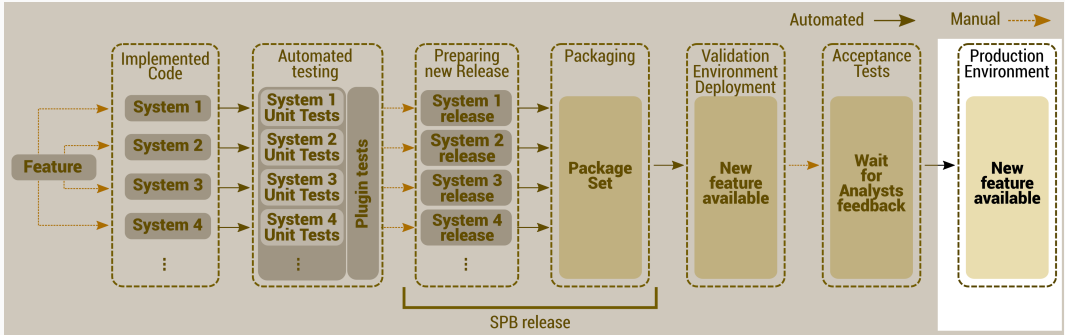 Automated
Manual
Implemented
Code
Automated
testing
Preparing
new Release
Packaging
Validation
Environment
Deployment
Acceptance
Tests
Production
Environment
Feature
System 1
System 2
System 3
System 4
⋮
System 1
Unit Tests
System 2
Unit Tests
System 3
Unit Tests
System 4
Unit Tests
⋮
Plugin tests
System 1
release
System 2
release
System 3
release
System 4
release
⋮
Package
Set
New
feature
available
Wait
for
Analysts
feedback
New
feature
available
SPB release